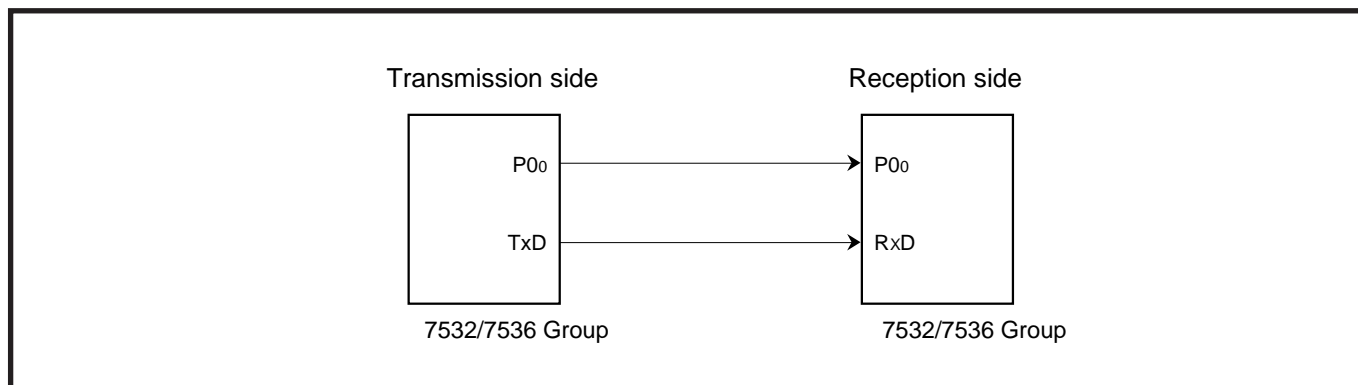 Transmission side
Reception side
P00
P00
TxD
RxD
7532/7536 Group
7532/7536 Group